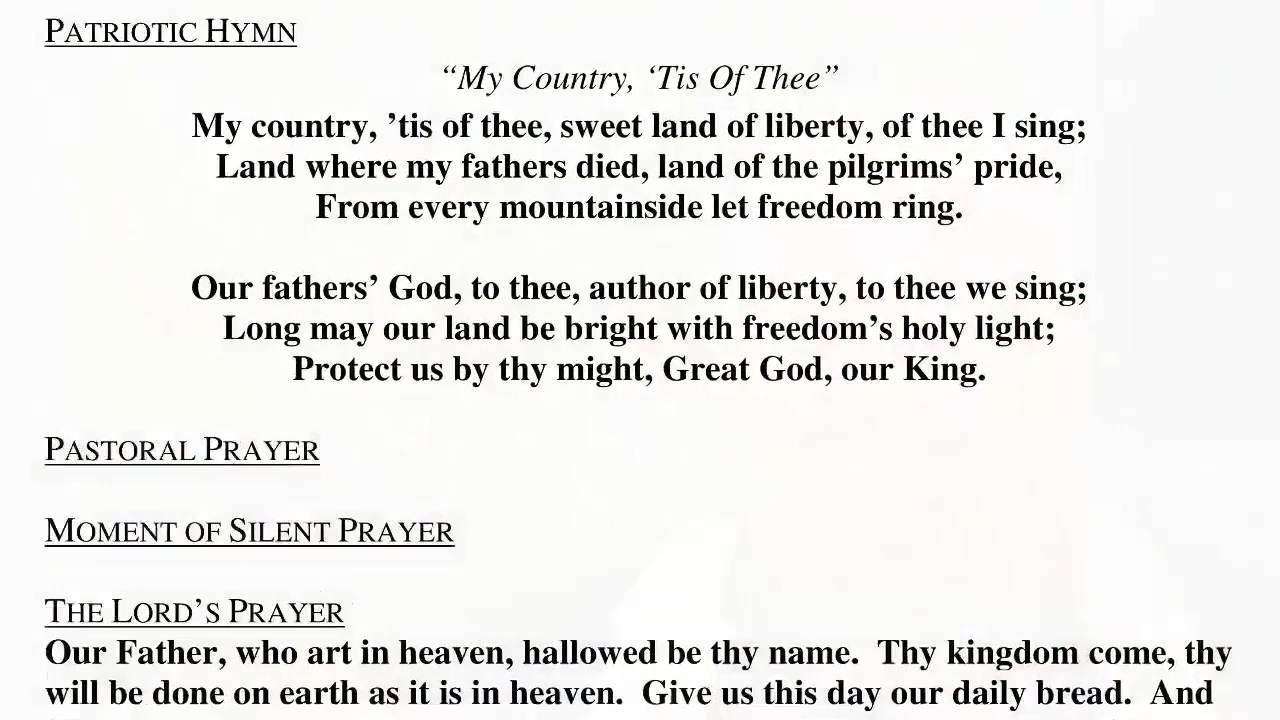 PATRIOTIC HYMN
“My Country, ‘Tis Of Thee”
My country, ’tis of thee, sweet land of liberty, of thee I sing;
Land where my fathers died, land of the pilgrims’ pride,
From every mountainside let freedom ring.
Our fathers’ God, to thee, author of liberty, to thee we sing;
Long may our land be bright with freedom’s holy light;
Protect us by thy might, Great God, our King.
PASTORAL PRAYER
MOMENT OF SILENT PRAYER
THE LORD’S PRAYER
Our Father, who art in heaven, hallowed be thy name.  Thy kingdom come, thy
will be done on earth as it is in heaven.  Give us this day our daily bread.  And